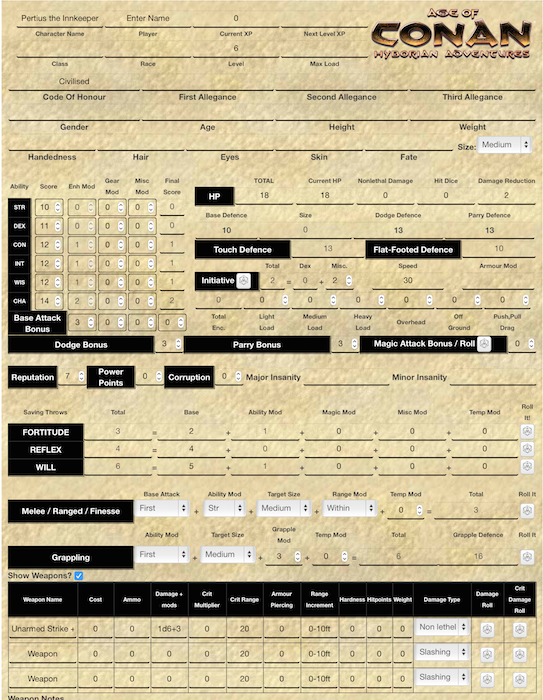 AGE OF
CONAN
HYBORIAN ADVENTURES
Pertius the Innkeeper Enter Name 0
Character Name Player Current XP Next Level XP
6
Class Race Level Max Load
Civilised
Code Of Honour First Allegance Second Allegance Third Allegance
Gender Age Height Weight
Size: Medium
Handedness Hair Eyes Skin Fate
Ability Score Enh Mod Gear Mod Misc Mod Final Score
STR 10 0 0 0 0
DEX 11 0 0 0 0
CON 12 1 0 0 1
INT 12 1 0 0 1
WIS 12 1 0 0 1
CHA 14 2 0 0 2
Base Attack Bonus 3 0 0 0
TOTAL Current HP Nonlethal Damage Hit Dice Damage Reduction
HP 18 18 0 0 2
Base Defence Size Dodge Defence Parry Defence
10 0 13 13
Touch Defence 13 Flat-Footed Defence 10
Total Dex Misc. Speed Armour Mod
Initiative 2 = 0 + 2 30
0 0 0 0 0 0 0
Total Enc. Light Load Medium Load Heavy Load Overhead Off Ground Push,Pull Drag
Dodge Bonus 3 Parry Bonus 3 Magic Attack Bonus / Roll 0
Reputation 7 Power Points 0 Corruption 0 Major Insanity Minor Insanity
Saving Throws Total Base Ability Mod Magic Mod Misc Mod Temp Mod Roll It!
FORTITUDE 3 = 2 + 1 + 0 + 0 + 0
REFLEX 4 = 4 + 0 + 0 + 0 + 0
WILL 6 = 5 + 1 + 0 + 0 + 0
Base Attack Ability Mod Target Size Range Mod Temp Mod Total Roll It
Melee / Ranged / Finesse First + Str + Medium + Within + 0 = 3
Ability Mod Target Size Grapple Mod Temp Mod Total Grapple Defence Roll It
Grappling First + Medium + 3 + 0 = 6 16
Show Weapons?
Weapon Name Cost Ammo Damage + mods Crit Multiplier Crit Range Armour Piercing Range Increment Hardness Hitpoints Weight Damage Type Damage Roll Crit Damage Roll
Unarmed Strike + 0 0 1d6+3 0 20 0 0-10ft 0 0 0 Non lethel
Weapon 0 0 0 0 20 0 0-10ft 0 0 0 Slashing
Weapon 0 0 0 0 20 0 0-10ft 0 0 0 Slashing
Weapon Notes